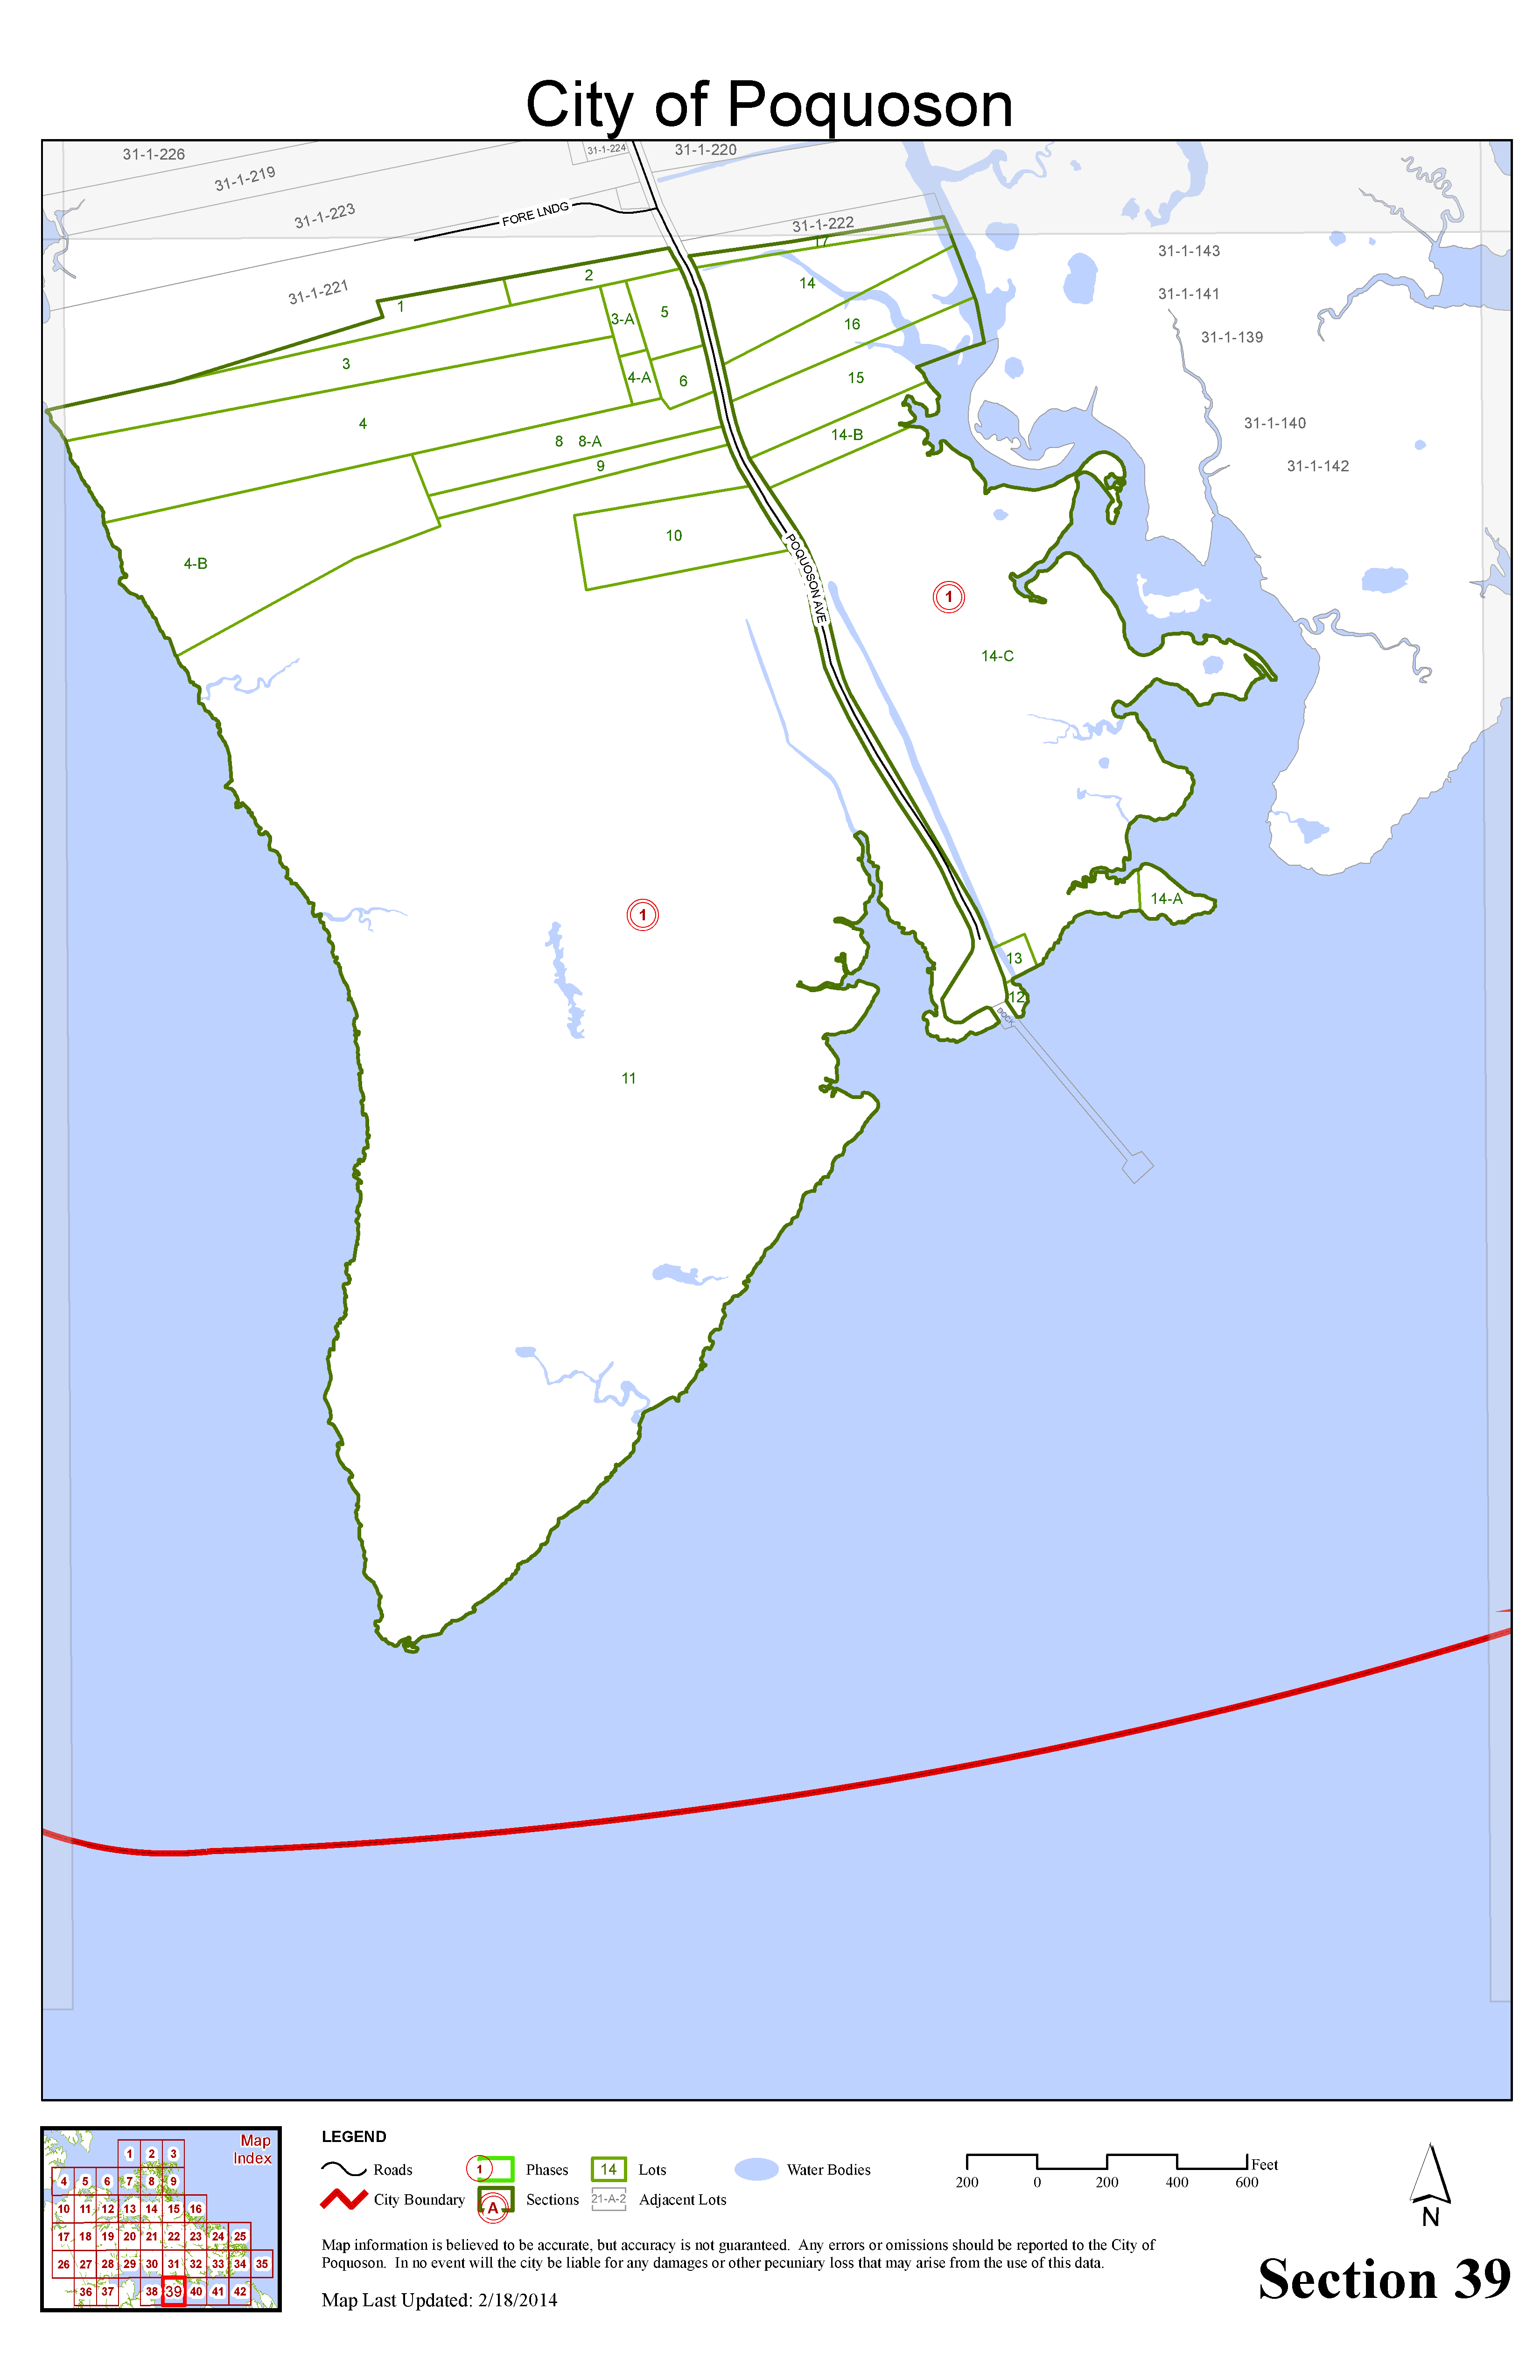 City of Poquoson
31-1-226
31-1-224
31-1-220
31-1-219
31-1-223
FORE LNDG
31-1-222
17
31-1-221
31-1-143
31-1-141
31-1-139
31-1-140
31-1-142
1
2
14
3-A
5
16
3
4-A
6
15
4
8
8-A
14-B
9
10
4-B
POQUOSON AVE
1
14-C
1
14-A
13
12
DOCK
11
Map
Index
1 2 3
4 5 6 7 8 9
10 11 12 13 14 15 16
17 18 19 20 21 22 23 24 25
26 27 28 29 30 31 32 33 34 35
36 37 38 39 40 41 42
LEGEND
Roads
1 Phases
14 Lots
Water Bodies
City Boundary
A Sections
21-A-2 Adjacent Lots
200 0 200 400 600
Feet
N
Map information is believed to be accurate, but accuracy is not guaranteed. Any errors or omissions should be reported to the City of
Poquoson. In no event will the city be liable for any damages or other pecuniary loss that may arise from the use of this data.
Map Last Updated: 2/18/2014
Section 39